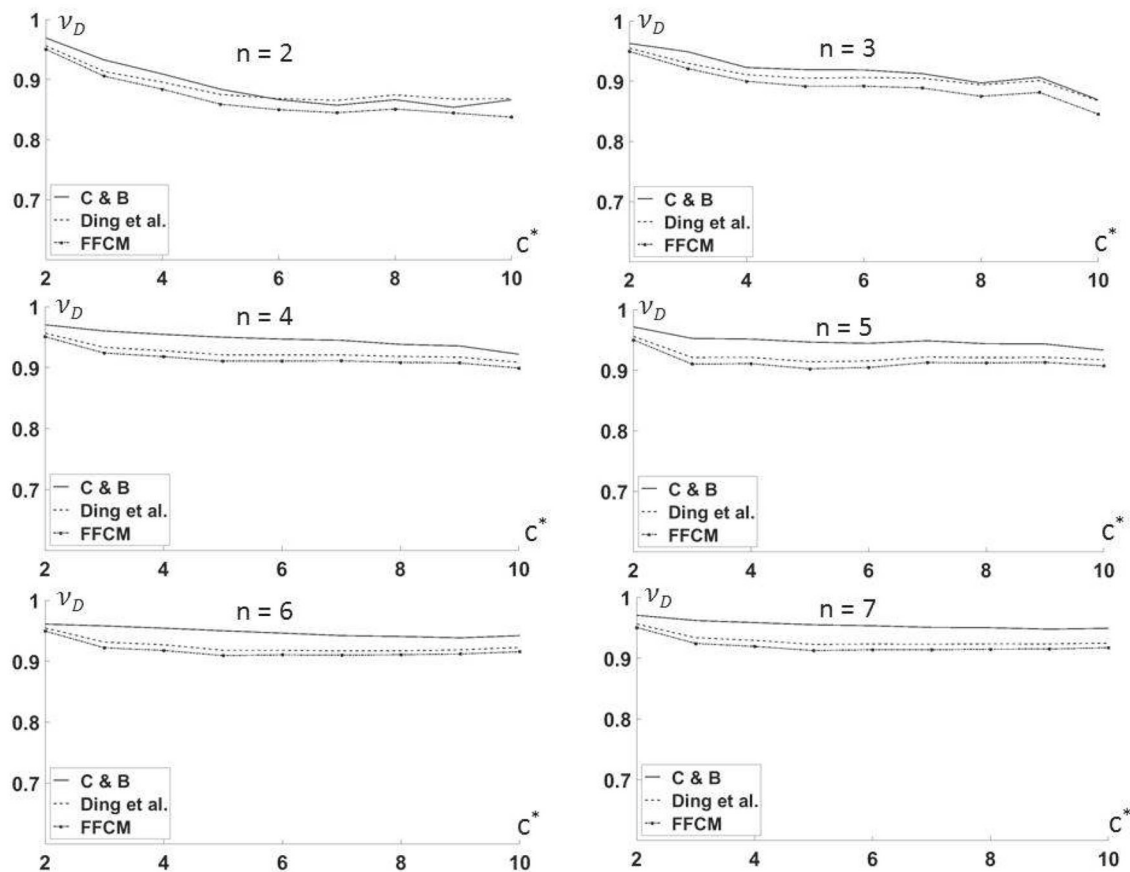 1 ν_D
n = 2
0.9
0.8
0.7
C & B
Ding et al.
FFCM
C*
2 4 6 8 10
1 ν_D
n = 3
0.9
0.8
0.7
C & B
Ding et al.
FFCM
C*
2 4 6 8 10
1 ν_D
n = 4
0.9
0.8
0.7
C & B
Ding et al.
FFCM
C*
2 4 6 8 10
1 ν_D
n = 5
0.9
0.8
0.7
C & B
Ding et al.
FFCM
C*
2 4 6 8 10
1 ν_D
n = 6
0.9
0.8
0.7
C & B
Ding et al.
FFCM
C*
2 4 6 8 10
1 ν_D
n = 7
0.9
0.8
0.7
C & B
Ding et al.
FFCM
C*
2 4 6 8 10